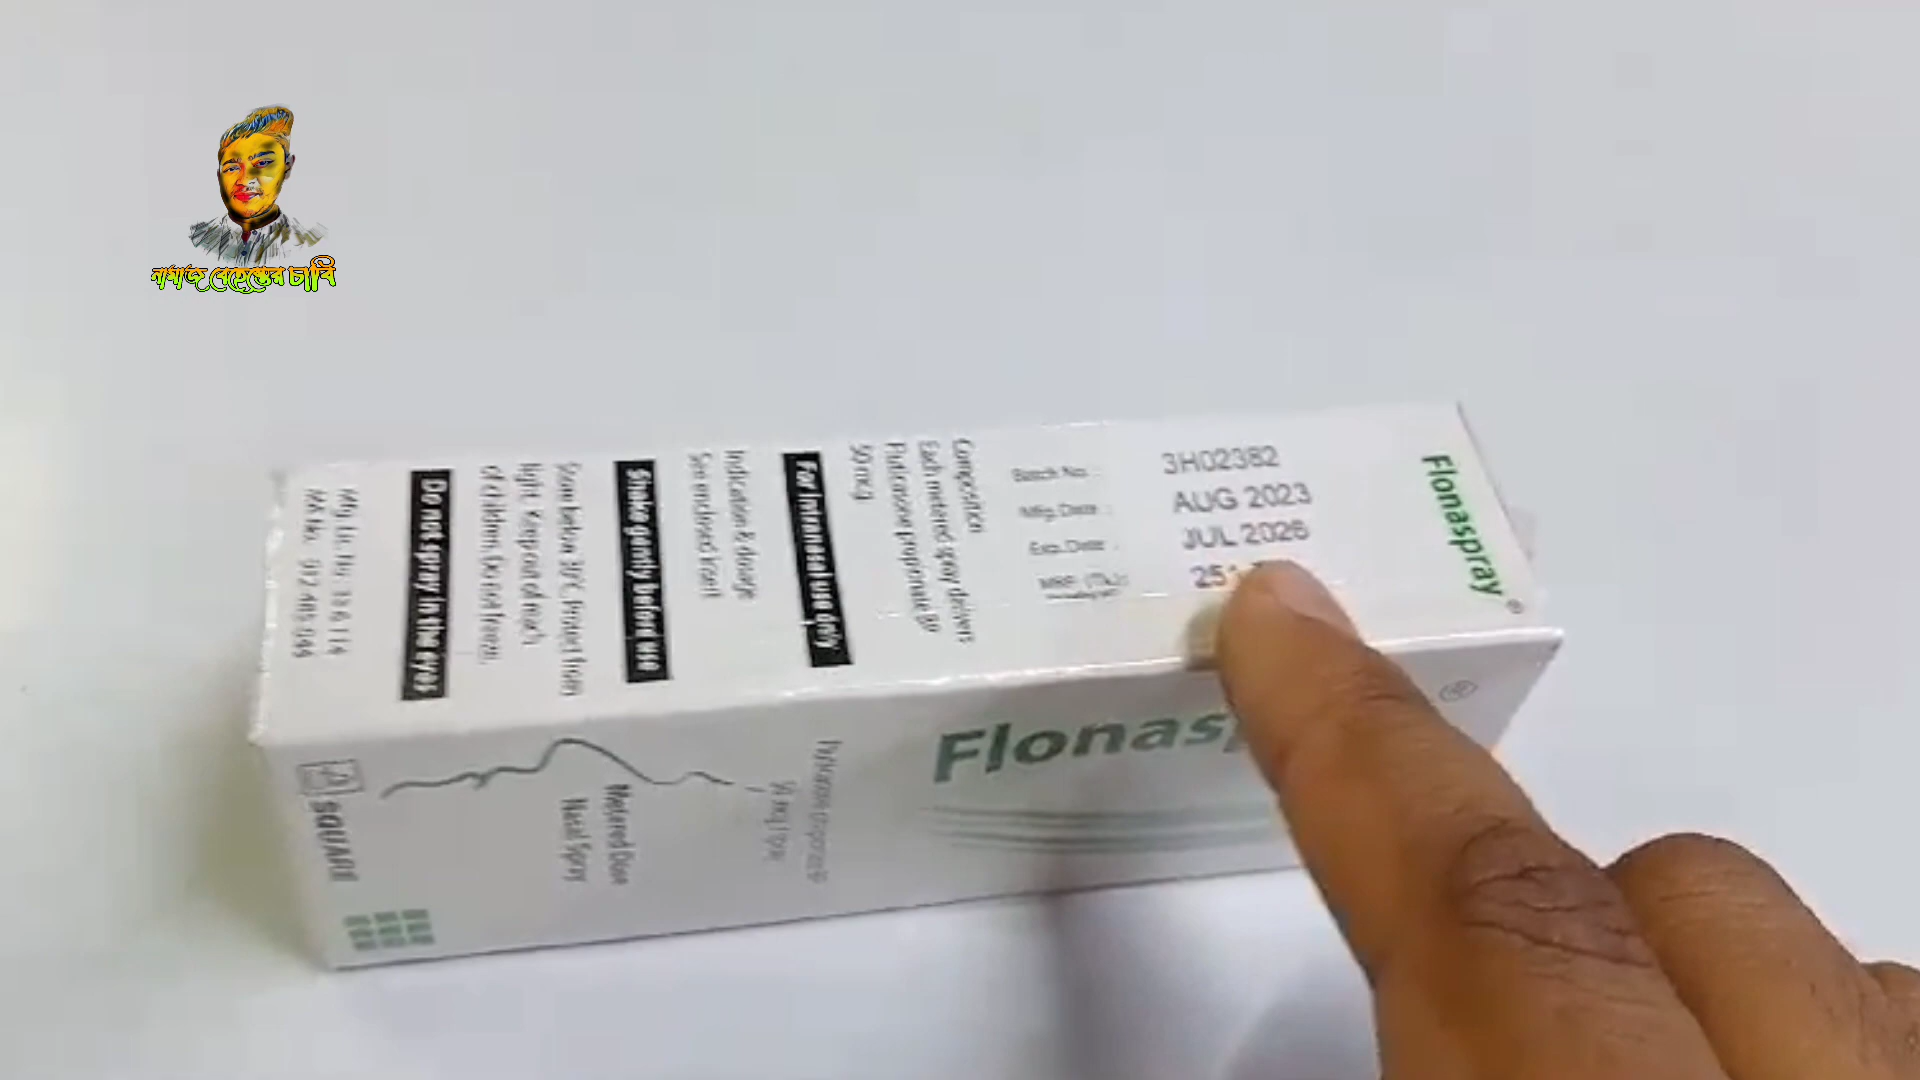 নামাজ বেহেস্তের চাবি
Flonaspray®
Batch No. : 3H02382
Mfg. Date : AUG 2023
Exp. Date : JUL 2026
MRP (Tk.) 251
Composition
Each metered spray delivers
Fluticasone propionate BP
50 mcg
For Intranasal use only
Indication & dosage
See enclosed insert
Shake gently before use
Store below 30°C. Protect from
light. Keep out of reach
of children. Do not freeze.
Do not spray in the eyes
Flonasp
Metered Dose
Nasal Spray
SQUARE